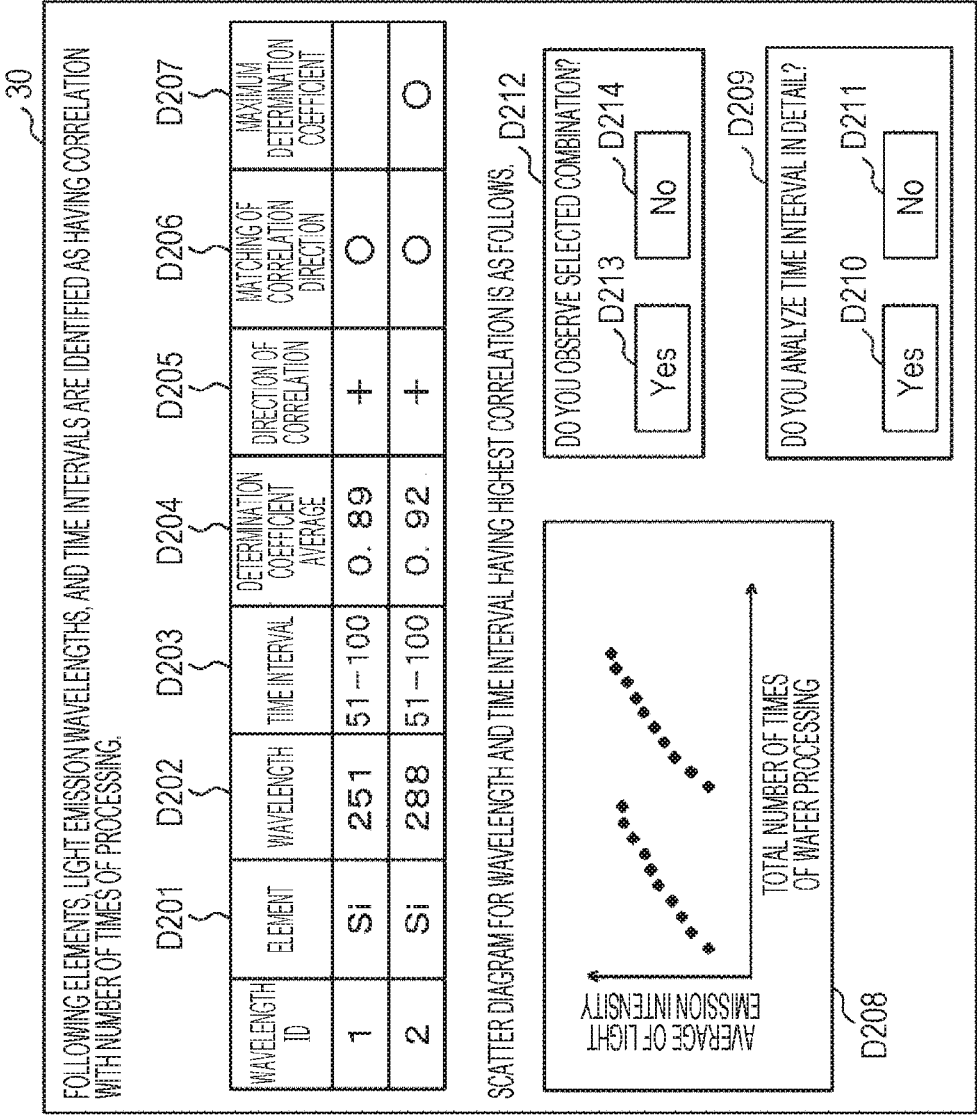 30
FOLLOWING ELEMENTS, LIGHT EMISSION WAVELENGTHS, AND TIME INTERVALS ARE IDENTIFIED AS HAVING CORRELATION
WITH NUMBER OF TIMES OF PROCESSING.
D201 D202 D203 D204 D205 D206 D207
WAVELENGTH
ID
ELEMENT
WAVELENGTH
TIME INTERVAL
DETERMINATION
COEFFICIENT
AVERAGE
DIRECTION OF
CORRELATION
MATCHING OF
CORRELATION
DIRECTION
MAXIMUM
DETERMINATION
COEFFICIENT
1 Si 251 51-100 0.89 + ○
2 Si 288 51-100 0.92 + ○ ○
SCATTER DIAGRAM FOR WAVELENGTH AND TIME INTERVAL HAVING HIGHEST CORRELATION IS AS FOLLOWS.
AVERAGE OF LIGHT
EMISSION INTENSITY
TOTAL NUMBER OF TIMES
OF WAFER PROCESSING
D208
D212
DO YOU OBSERVE SELECTED COMBINATION?
D213 D214
Yes No
D209
DO YOU ANALYZE TIME INTERVAL IN DETAIL?
D210 D211
Yes No